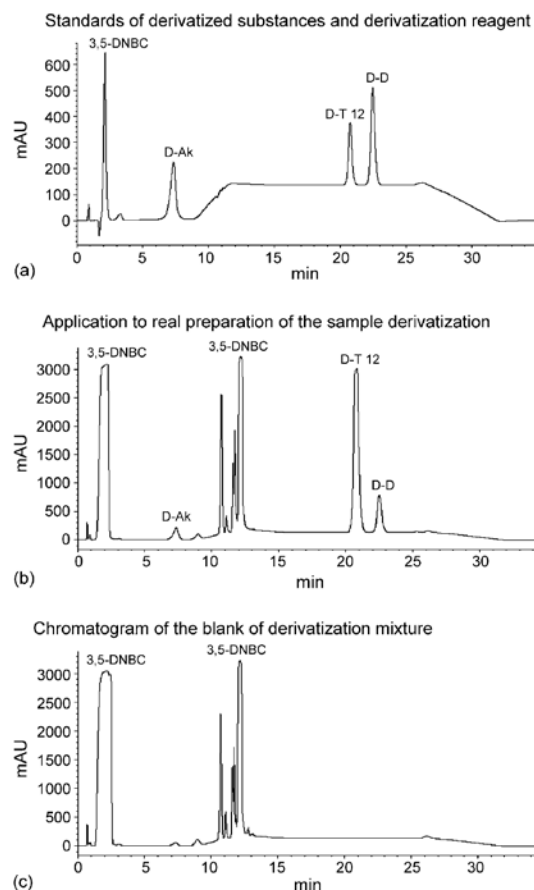 Standards of derivatized substances and derivatization reagent
3,5-DNBC
D-D
D-T 12
D-Ak
600
500
400
300
200
100
0
mAU
0 5 10 15 20 25 30
min
(a)
Application to real preparation of the sample derivatization
3,5-DNBC 3,5-DNBC D-T 12
D-D
D-Ak
3000
2500
2000
1500
1000
500
0
mAU
0 5 10 15 20 25 30
min
(b)
Chromatogram of the blank of derivatization mixture
3,5-DNBC 3,5-DNBC
3000
2500
2000
1500
1000
500
0
mAU
0 5 10 15 20 25 30
min
(c)